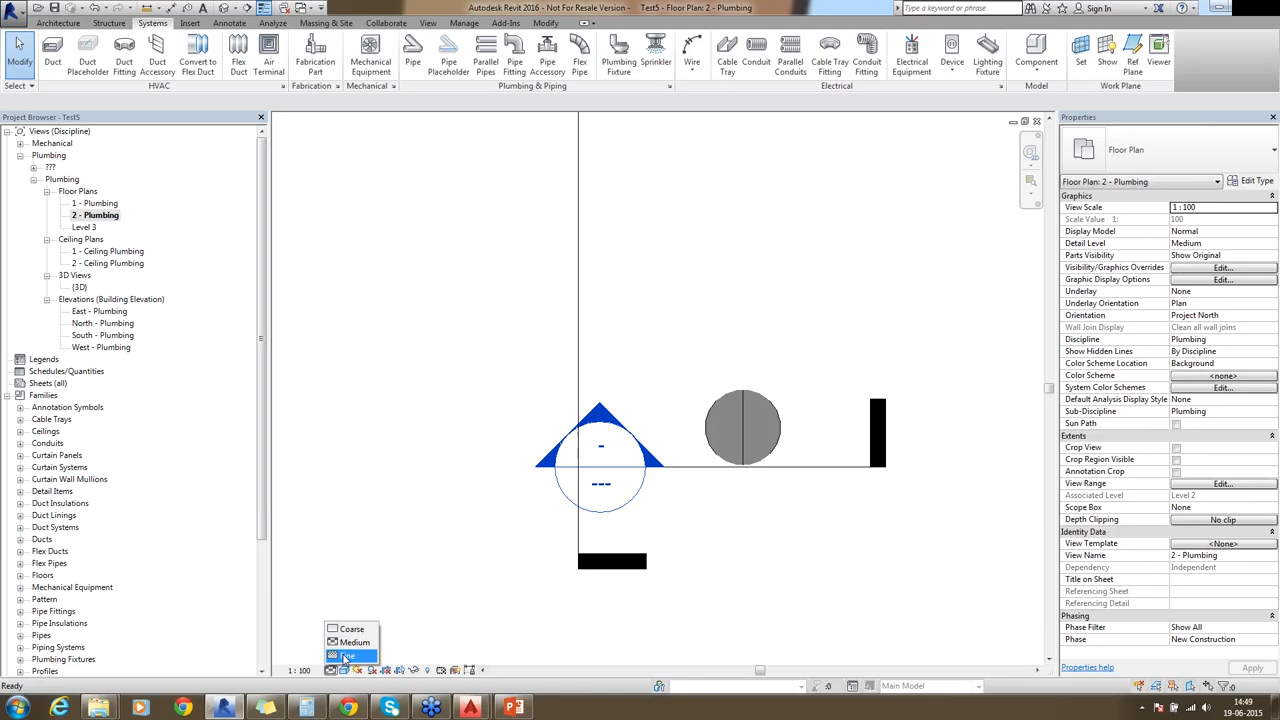 Autodesk Revit 2016 - Not For Resale Version - Test5 - Floor Plan: 2 - Plumbing
Type a keyword or phrase
Sign In
Architecture Structure Systems Insert Annotate Analyze Massing & Site Collaborate View Manage Add-Ins Modify
Modify
Duct
Duct Placeholder
Duct Fitting
Duct Accessory
Convert to Flex Duct
Flex Duct
Air Terminal
Fabrication Part
Mechanical Equipment
Pipe
Pipe Placeholder
Parallel Pipes
Pipe Fitting
Pipe Accessory
Flex Pipe
Plumbing Fixture
Sprinkler
Wire
Cable Tray
Conduit
Parallel Conduits
Cable Tray Fitting
Conduit Fitting
Electrical Equipment
Device
Lighting Fixture
Component
Set
Show
Ref Plane
Viewer
Select HVAC Fabrication Mechanical Plumbing & Piping Electrical Model Work Plane
Project Browser - Test5
Views (Discipline)
Mechanical
Plumbing
???
Plumbing
Floor Plans
1 - Plumbing
2 - Plumbing
Level 3
Ceiling Plans
1 - Ceiling Plumbing
2 - Ceiling Plumbing
3D Views
{3D}
Elevations (Building Elevation)
East - Plumbing
North - Plumbing
South - Plumbing
West - Plumbing
Legends
Schedules/Quantities
Sheets (all)
Families
Annotation Symbols
Cable Trays
Ceilings
Conduits
Curtain Panels
Curtain Systems
Curtain Wall Mullions
Detail Items
Duct Insulations
Duct Linings
Duct Systems
Ducts
Flex Ducts
Flex Pipes
Floors
Mechanical Equipment
Pattern
Pipe Fittings
Pipe Insulations
Pipes
Piping Systems
Plumbing Fixtures
Profiles
-
---
Coarse
Medium
Fine
1 : 100
Properties
Floor Plan
Floor Plan: 2 - Plumbing Edit Type
Graphics
View Scale 1 : 100
Scale Value 1: 100
Display Model Normal
Detail Level Medium
Parts Visibility Show Original
Visibility/Graphics Overrides Edit...
Graphic Display Options Edit...
Underlay None
Underlay Orientation Plan
Orientation Project North
Wall Join Display Clean all wall joins
Discipline Plumbing
Show Hidden Lines By Discipline
Color Scheme Location Background
Color Scheme <none>
System Color Schemes Edit...
Default Analysis Display Style None
Sub-Discipline Plumbing
Sun Path
Extents
Crop View
Crop Region Visible
Annotation Crop
View Range Edit...
Associated Level Level 2
Scope Box None
Depth Clipping No clip
Identity Data
View Template <None>
View Name 2 - Plumbing
Dependency Independent
Title on Sheet
Referencing Sheet
Referencing Detail
Phasing
Phase Filter Show All
Phase New Construction
Properties help Apply
Ready
:0
Main Model
:0
14:49
19-06-2015